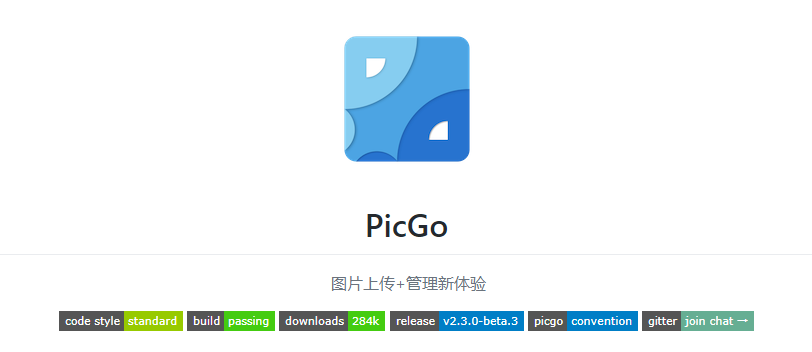 PicGo
图片上传+管理新体验
code style standard build passing downloads 284k release v2.3.0-beta.3 picgo convention gitter join chat →